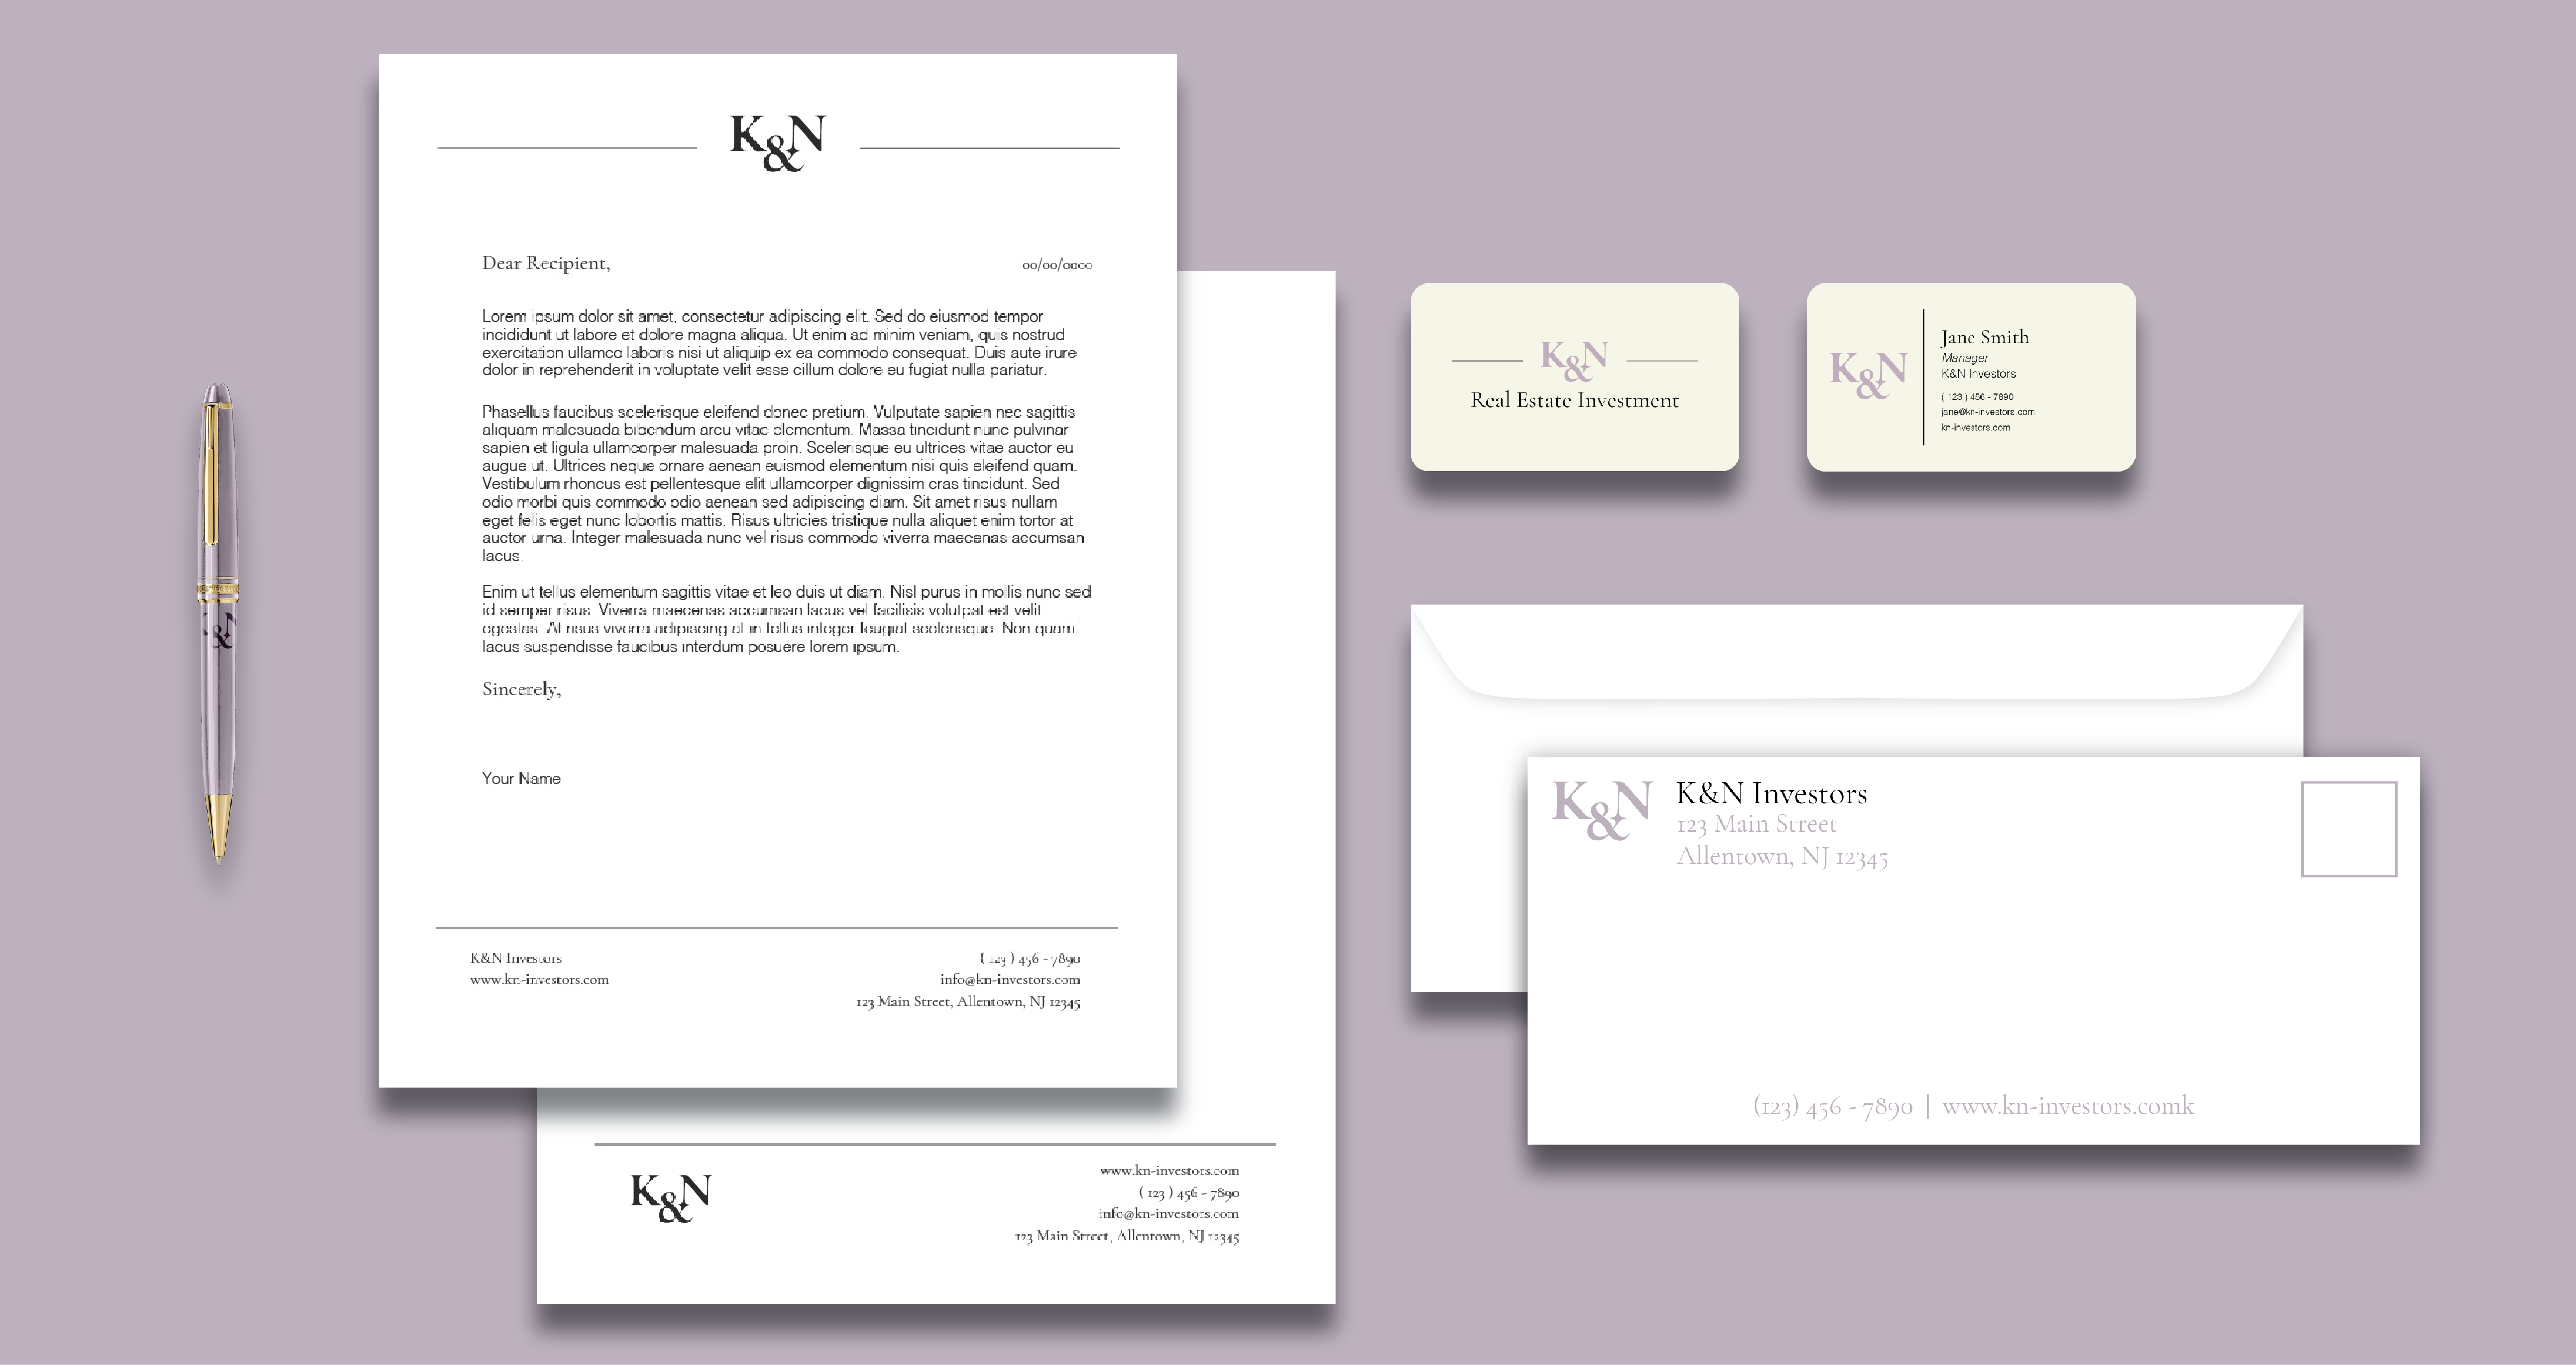 K&N
Dear Recipient,
00/00/0000
Lorem ipsum dolor sit amet, consectetur adipiscing elit. Sed do eiusmod tempor
incididunt ut labore et dolore magna aliqua. Ut enim ad minim veniam, quis nostrud
exercitation ullamco laboris nisi ut aliquip ex ea commodo consequat. Duis aute irure
dolor in reprehenderit in voluptate velit esse cillum dolore eu fugiat nulla pariatur.
Phasellus faucibus scelerisque eleifend donec pretium. Vulputate sapien nec sagittis
aliquam malesuada bibendum arcu vitae elementum. Massa tincidunt nunc pulvinar
sapien et ligula ullamcorper malesuada proin. Scelerisque eu ultrices vitae auctor eu
augue ut. Ultrices neque ornare aenean euismod elementum nisi quis eleifend quam.
Vestibulum rhoncus est pellentesque elit ullamcorper dignissim cras tincidunt. Sed
odio morbi quis commodo odio aenean sed adipiscing diam. Sit amet risus nullam
eget felis eget nunc lobortis mattis. Risus ultricies tristique nulla aliquet enim tortor at
auctor urna. Integer malesuada nunc vel risus commodo viverra maecenas accumsan
lacus.
Enim ut tellus elementum sagittis vitae et leo duis ut diam. Nisl purus in mollis nunc sed
id semper risus. Viverra maecenas accumsan lacus vel facilisis volutpat est velit
egestas. At risus viverra adipiscing at in tellus integer feugiat scelerisque. Non quam
lacus suspendisse faucibus interdum posuere lorem ipsum.
Sincerely,
Your Name
K&N Investors
www.kn-investors.com
( 123 ) 456 - 7890
info@kn-investors.com
123 Main Street, Allentown, NJ 12345
K&N
www.kn-investors.com
( 123 ) 456 - 7890
info@kn-investors.com
123 Main Street, Allentown, NJ 12345
K&N
K&N
Real Estate Investment
K&N
Jane Smith
Manager
K&N Investors
( 123 ) 456 - 7890
jane@kn-investors.com
kn-investors.com
K&N
K&N Investors
123 Main Street
Allentown, NJ 12345
(123) 456 - 7890 | www.kn-investors.comk